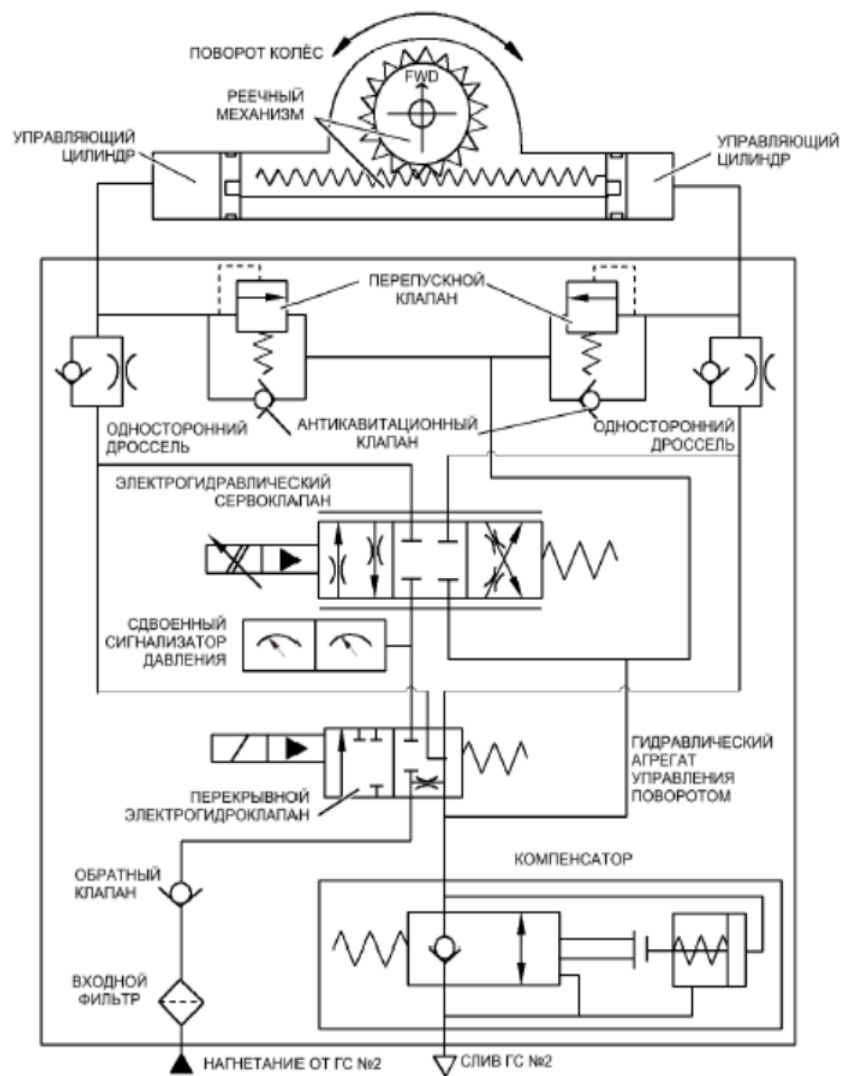 ПОВОРОТ КОЛЁС
FWD
РЕЕЧНЫЙ
МЕХАНИЗМ
УПРАВЛЯЮЩИЙ
ЦИЛИНДР
УПРАВЛЯЮЩИЙ
ЦИЛИНДР
ПЕРЕПУСКНОЙ
КЛАПАН
ОДНОСТОРОННИЙ
ДРОССЕЛЬ
АНТИКАВИТАЦИОННЫЙ
КЛАПАН
ОДНОСТОРОННИЙ
ДРОССЕЛЬ
ЭЛЕКТРОГИДРАВЛИЧЕСКИЙ
СЕРВОКЛАПАН
СДВОЕННЫЙ
СИГНАЛИЗАТОР
ДАВЛЕНИЯ
ПЕРЕКРЫВНОЙ
ЭЛЕКТРОГИДРОКЛАПАН
ГИДРАВЛИЧЕСКИЙ
АГРЕГАТ
УПРАВЛЕНИЯ
ПОВОРОТОМ
ОБРАТНЫЙ
КЛАПАН
КОМПЕНСАТОР
ВХОДНОЙ
ФИЛЬТР
НАГНЕТАНИЕ ОТ ГС №2
СЛИВ ГС №2